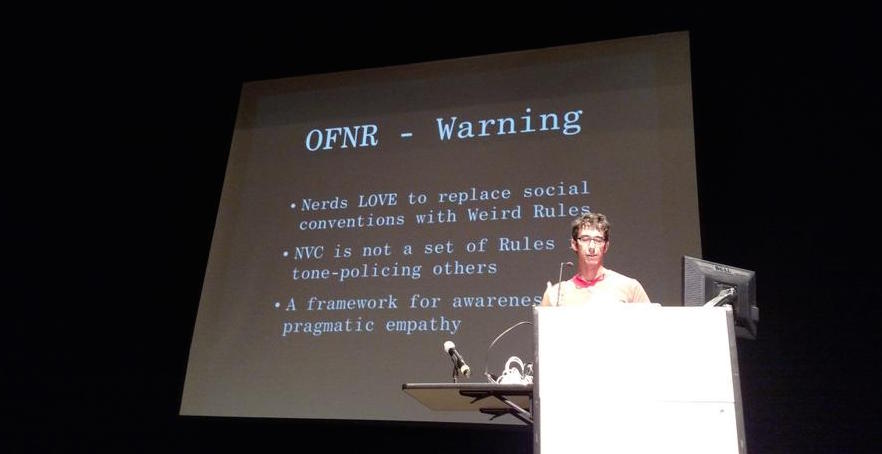 OFNR - Warning
• Nerds LOVE to replace social
conventions with Weird Rules
• NVC is not a set of Rules
tone-policing others
• A framework for
pragmatic empathy
DELL